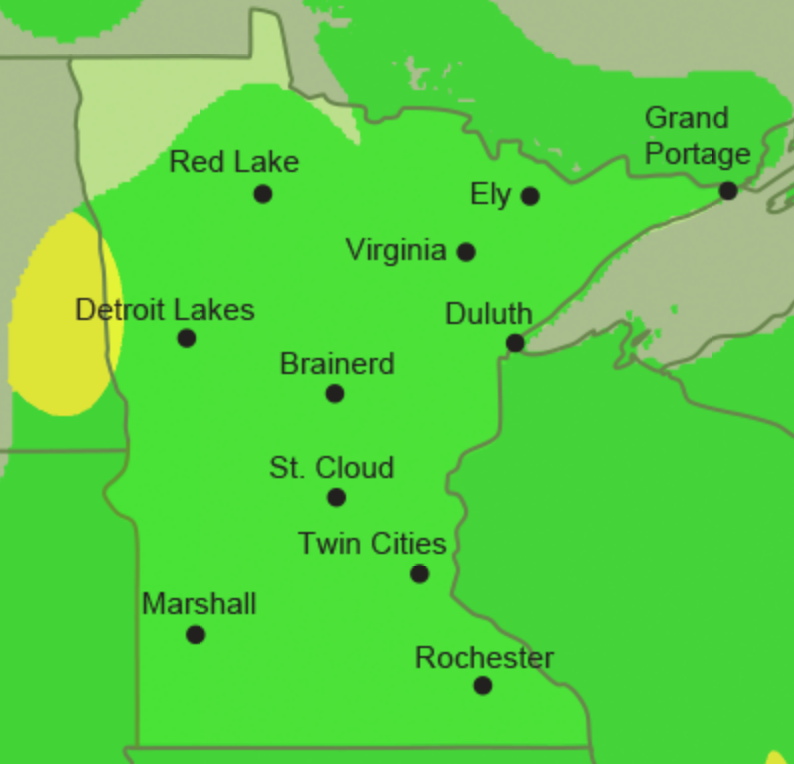 Grand
Portage
Red Lake
Ely
Virginia
Detroit Lakes
Duluth
Brainerd
St. Cloud
Twin Cities
Marshall
Rochester